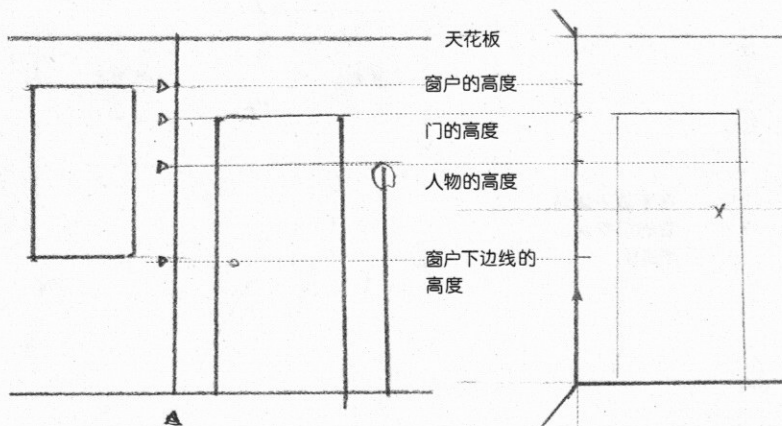 天花板
窗户的高度
门的高度
人物的高度
窗户下边线的
高度